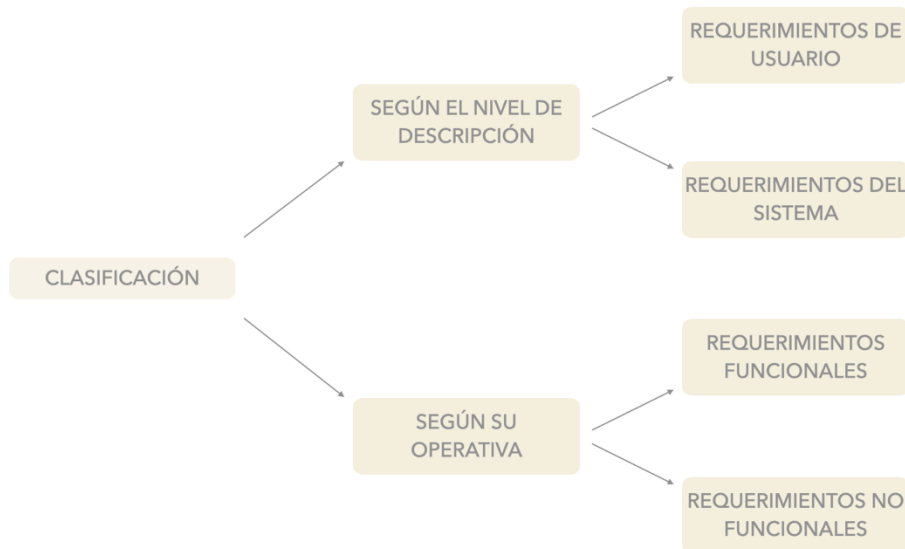 REQUERIMIENTOS DE
USUARIO
SEGÚN EL NIVEL DE
DESCRIPCIÓN
REQUERIMIENTOS DEL
SISTEMA
CLASIFICACIÓN
REQUERIMIENTOS
FUNCIONALES
SEGÚN SU
OPERATIVA
REQUERIMIENTOS NO
FUNCIONALES